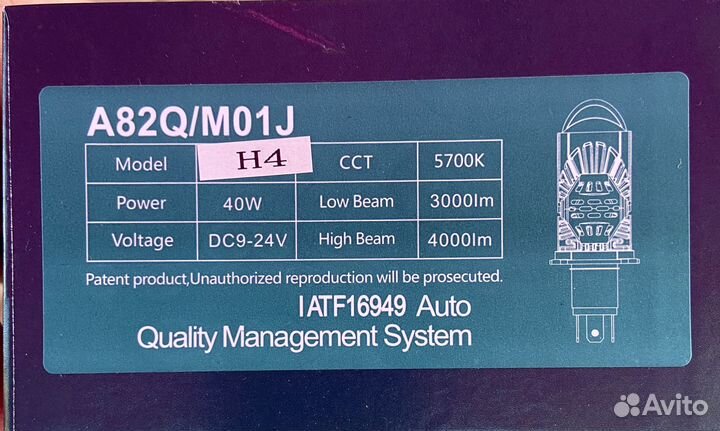 A82Q/M01J
Model H4 CCT 5700K
Power 40W Low Beam 3000lm
Voltage DC9-24V High Beam 4000lm
Patent product,Unauthorized reproduction will be prosecuted.
IATF16949 Auto
Quality Management System
Avito